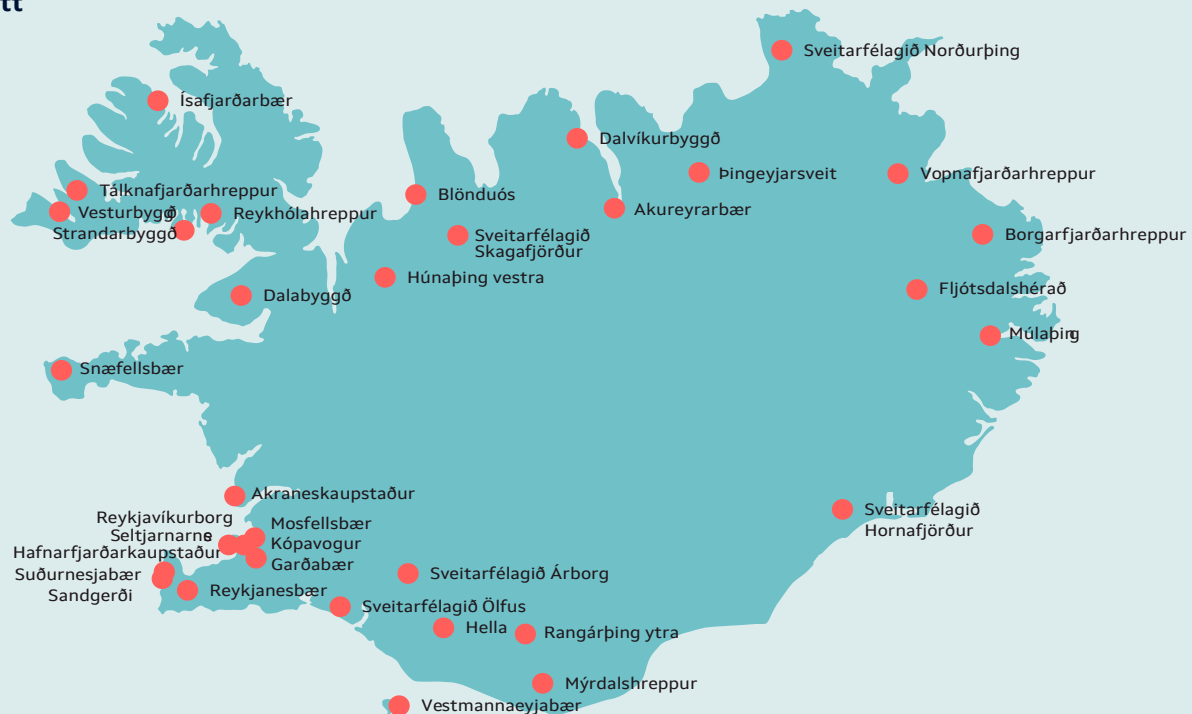 tt
Sveitarfélagið Norðurþing
Ísafjarðarbær
Dalvíkurbyggð
Þingeyjarsveit
Vopnafjarðarhreppur
Tálknafjarðarhreppur
Blönduós
Vesturbyggð
Reykhólahreppur
Akureyrarbær
Strandarbyggð
Sveitarfélagið
Skagafjörður
Borgarfjarðarhreppur
Húnaþing vestra
Fljótsdalshérað
Dalabyggð
Múlaþing
Snæfellsbær
Akraneskaupstaður
Sveitarfélagið
Hornafjörður
Reykjavíkurborg
Mosfellsbær
Seltjarnarnes
Kópavogur
Hafnarfjarðarkaupstaður
Garðabær
Suðurnesjabær
Sveitarfélagið Árborg
Sandgerði
Reykjanesbær
Sveitarfélagið Ölfus
Hella
Rangárþing ytra
Mýrdalshreppur
Vestmannaeyjabær